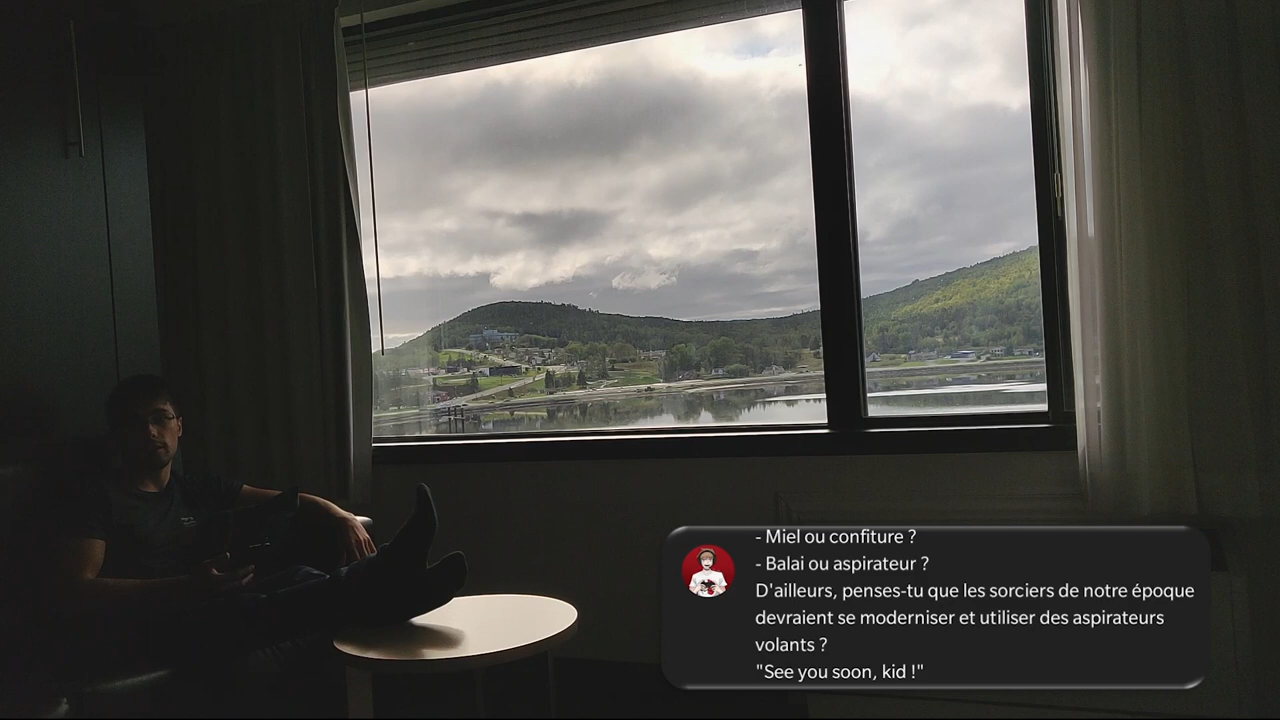 - Miel ou confiture ?
- Balai ou aspirateur ?
D'ailleurs, penses-tu que les sorciers de notre époque
devraient se moderniser et utiliser des aspirateurs
volants ?
"See you soon, kid !"